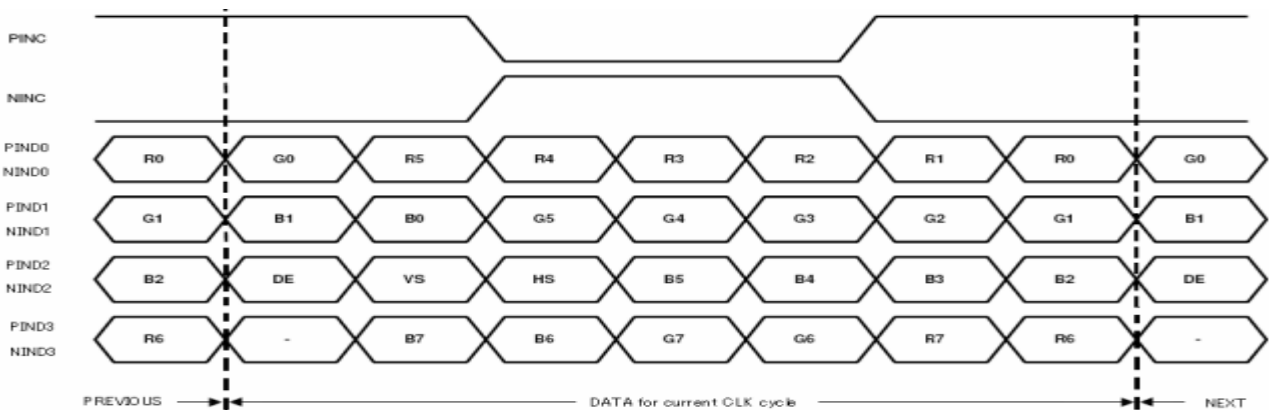 PINC
NINC
PIND0
NIND0
R0 G0 R5 R4 R3 R2 R1 R0 G0
PIND1
NIND1
G1 B1 B0 G5 G4 G3 G2 G1 B1
PIND2
NIND2
B2 DE VS HS B5 B4 B3 B2 DE
PIND3
NIND3
R6 - B7 B6 G7 G6 R7 R6 -
PREVIOUS DATA for current CLK cycle NEXT